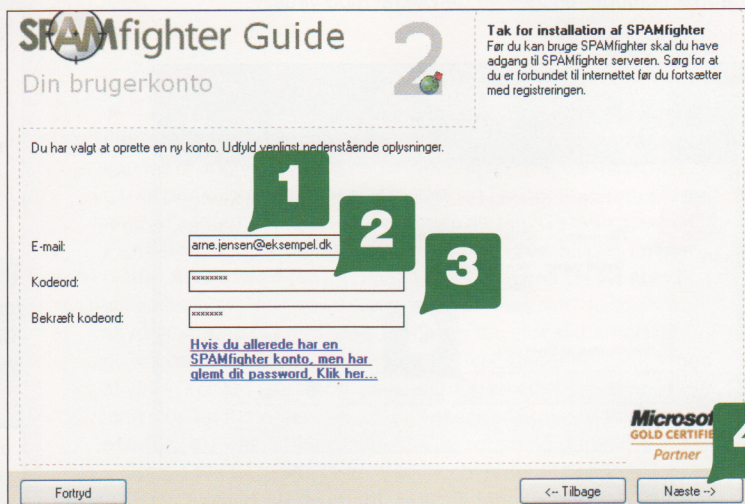 SPAMfighter Guide
Din brugerkonto
2
Tak for installation af SPAMfighter
Før du kan bruge SPAMfighter skal du have
adgang til SPAMfighter serveren. Sørg for at
du er forbundet til internettet før du fortsætter
med registreringen.
Du har valgt at oprette en ny konto. Udfyld venligst nedenstående oplysninger.
1
E-mail: arne.jensen@eksempel.dk
2
Kodeord: ××××××××
3
Bekræft kodeord: ×××××××
Hvis du allerede har en
SPAMfighter konto, men har
glemt dit password, Klik her...
Microsof
GOLD CERTIFIE
Partner
4
Fortryd
<-- Tilbage
Næste -->